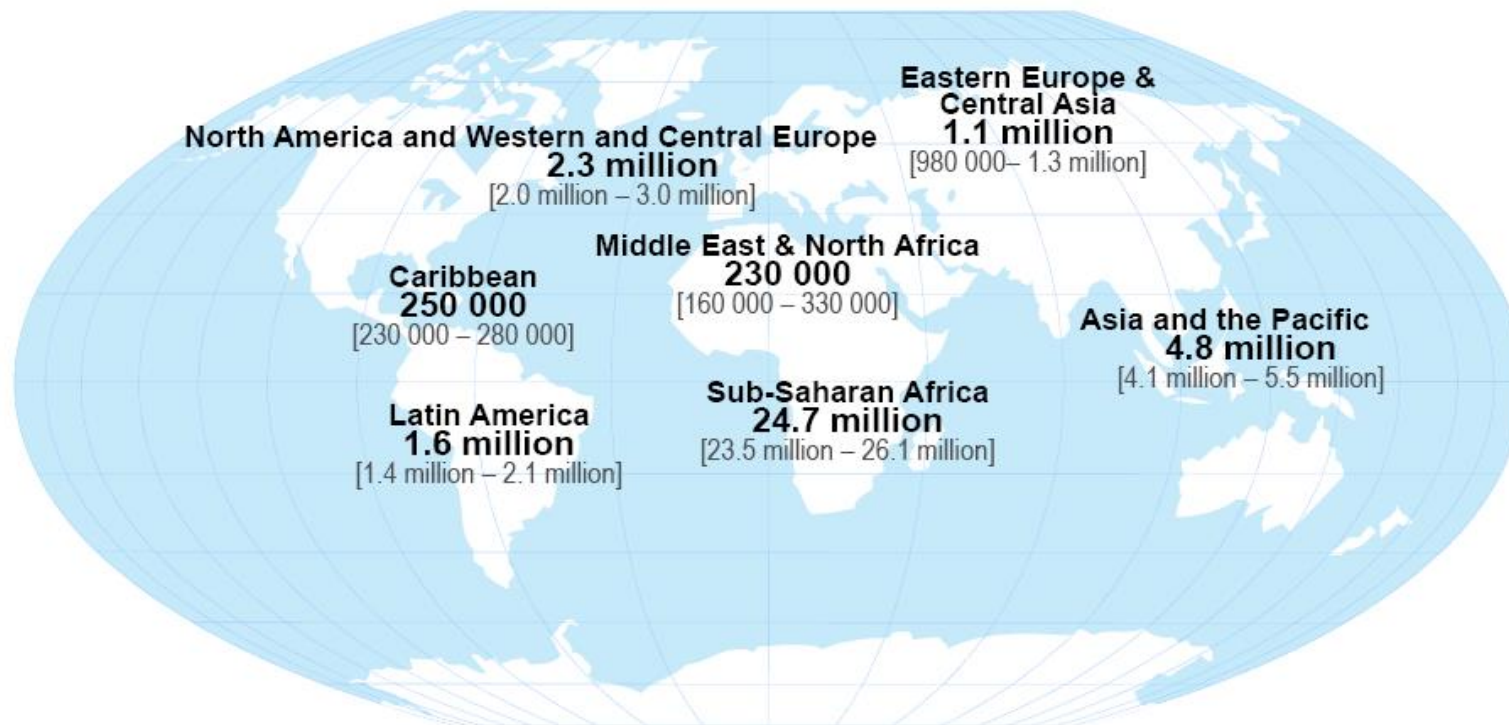 Eastern Europe &
Central Asia
1.1 million
[980 000– 1.3 million]
North America and Western and Central Europe
2.3 million
[2.0 million – 3.0 million]
Middle East & North Africa
230 000
[160 000 – 330 000]
Caribbean
250 000
[230 000 – 280 000]
Asia and the Pacific
4.8 million
[4.1 million – 5.5 million]
Sub-Saharan Africa
24.7 million
[23.5 million – 26.1 million]
Latin America
1.6 million
[1.4 million – 2.1 million]